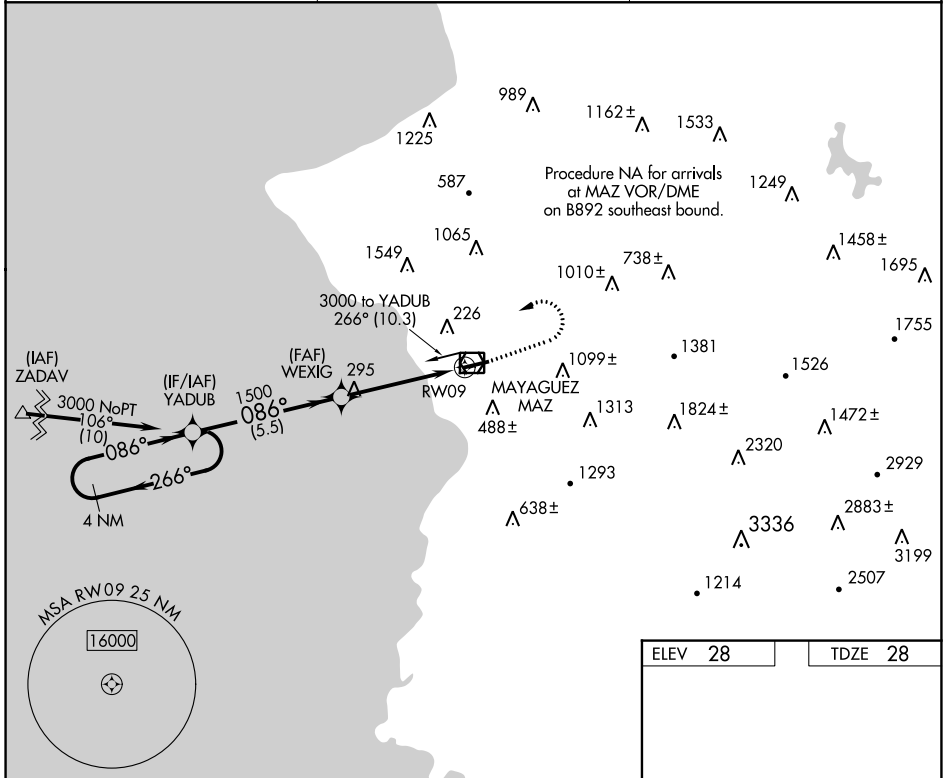 989
1225
1162±
1533
Procedure NA for arrivals
at MAZ VOR/DME
on B892 southeast bound.
587
1249
1065
1549
1458±
738±
1010±
1695
3000 to YADUB
266° (10.3)
226
1755
1381
(IAF)
ZADAV
(FAF)
WEXIG
(IF/IAF)
YADUB
295
1099±
1526
RW09
MAYAGUEZ
MAZ
1500
086°
(5.5)
3000 NoPT
106°
(10)
086°
266°
4 NM
488±
1313
1824±
1472±
2320
1293
2929
638±
3336
2883±
3199
1214
2507
MSA RW09 25 NM
16000
ELEV 28
TDZE 28